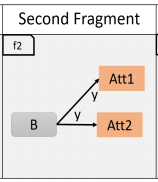 Second Fragment
f2
Att1
y
B
y
Att2